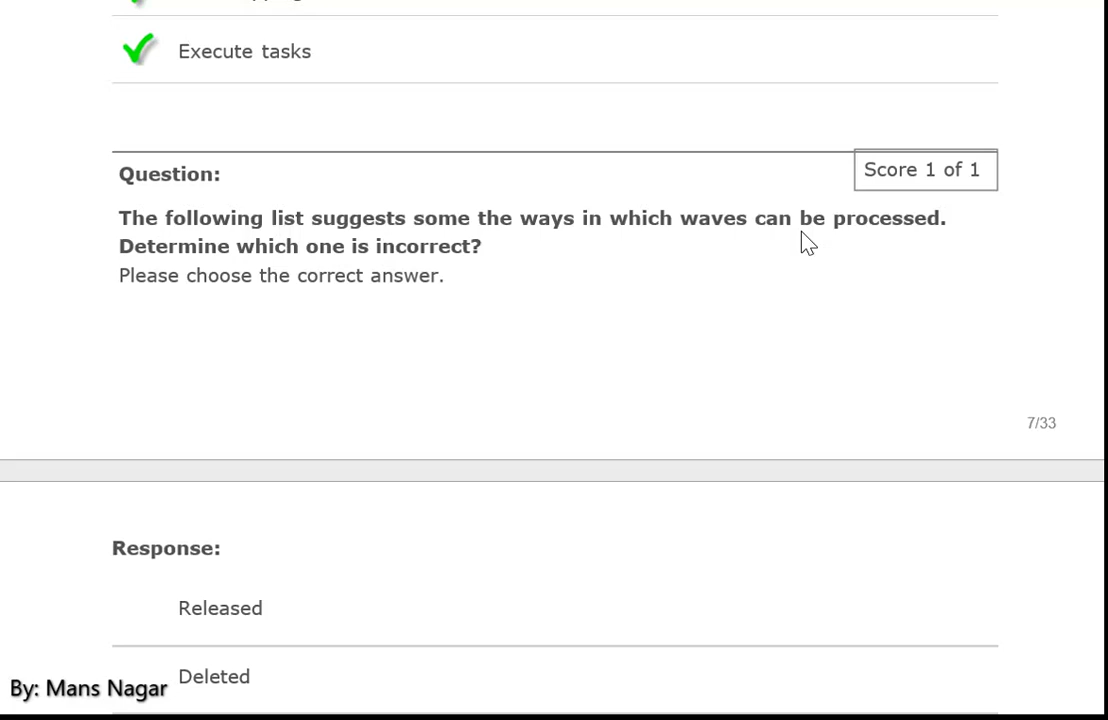 Execute tasks
Question:
Score 1 of 1
The following list suggests some the ways in which waves can be processed.
Determine which one is incorrect?
Please choose the correct answer.
7/33
Response:
Released
Deleted
By: Mans Nagar